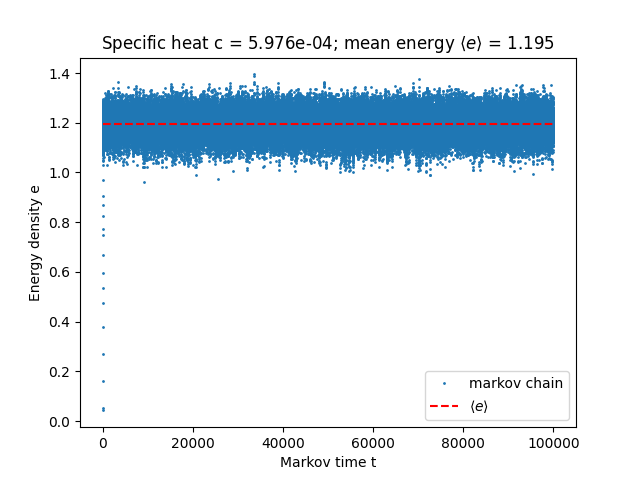 Specific heat c = 5.976e-04; mean energy ⟨e⟩ = 1.195
Energy density e
1.4
1.2
1.0
0.8
0.6
0.4
0.2
0.0
markov chain
⟨e⟩
0 20000 40000 60000 80000 100000
Markov time t